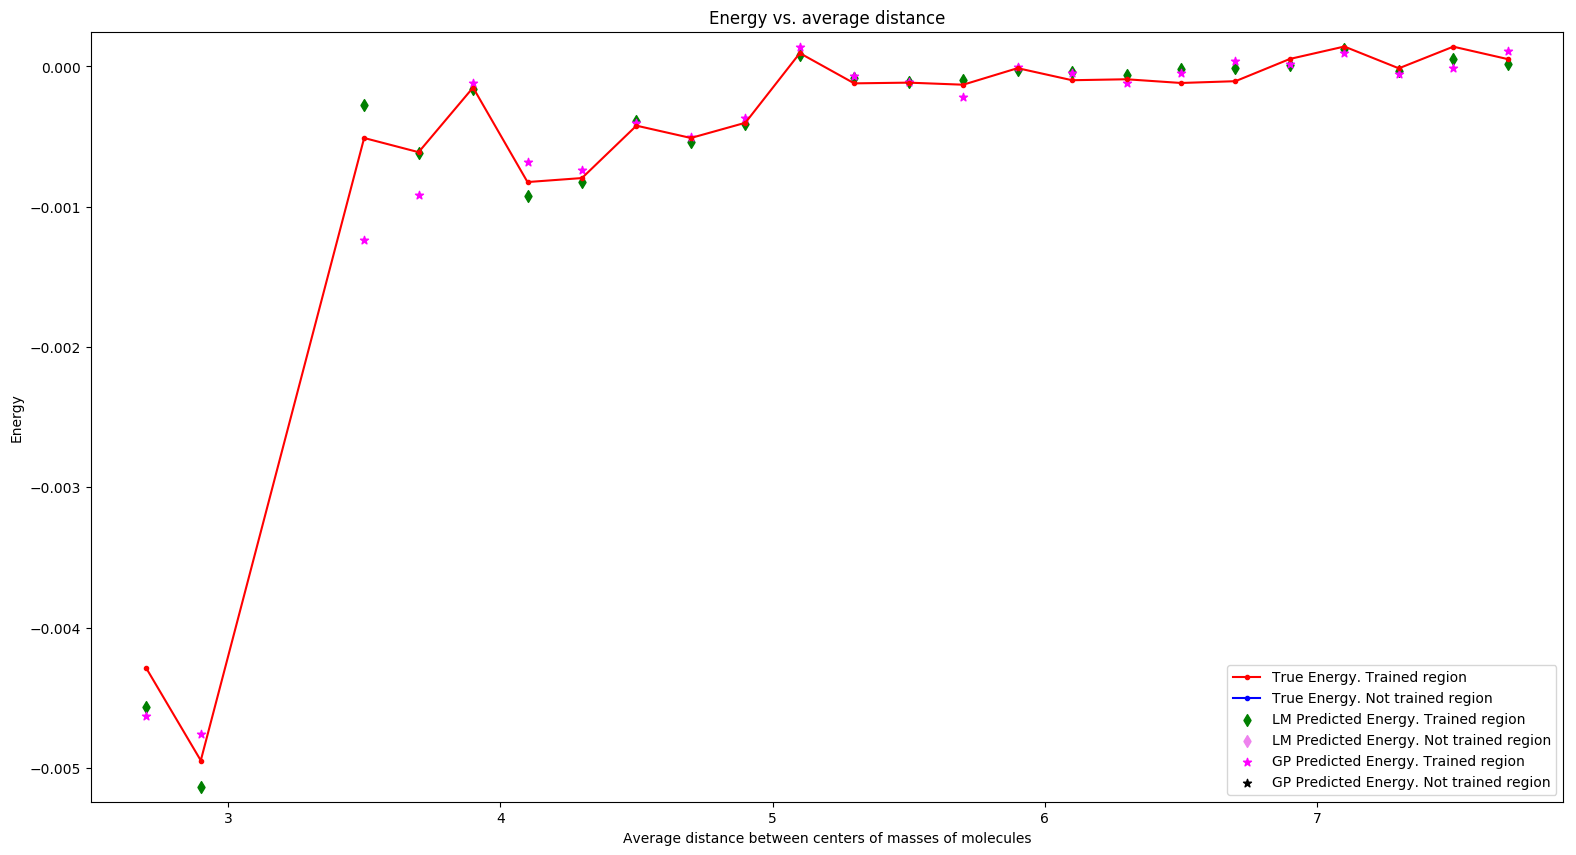 Energy vs. average distance
0.000
−0.001
−0.002
−0.003
−0.004
−0.005
Energy
3 4 5 6 7
Average distance between centers of masses of molecules
True Energy. Trained region
True Energy. Not trained region
LM Predicted Energy. Trained region
LM Predicted Energy. Not trained region
GP Predicted Energy. Trained region
GP Predicted Energy. Not trained region